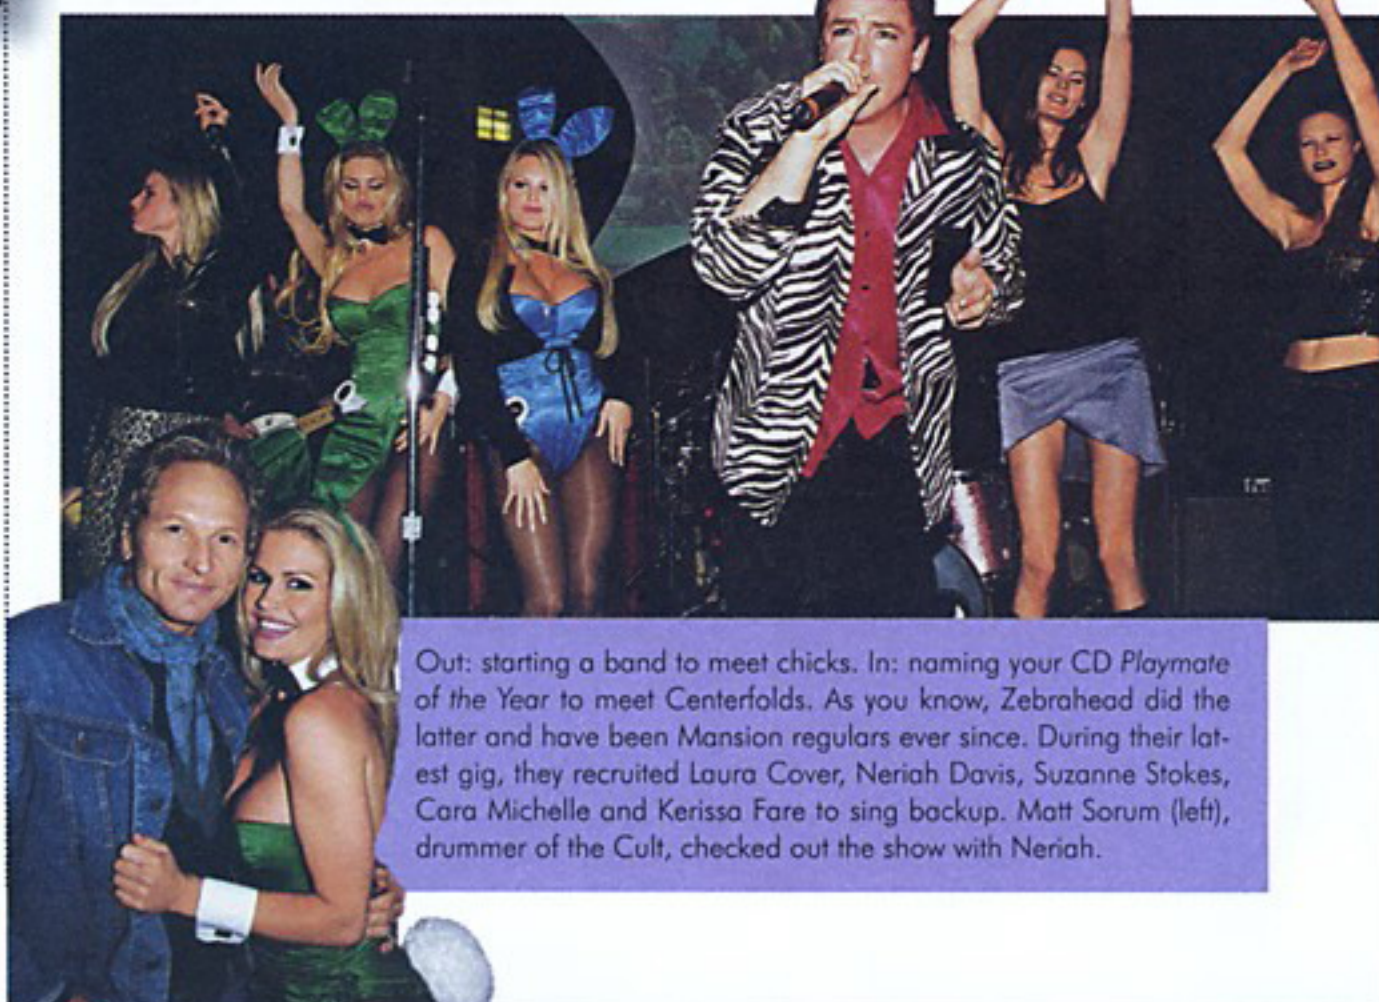 Out: starting a band to meet chicks. In: naming your CD Playmate
of the Year to meet Centerfolds. As you know, Zebrahead did the
latter and have been Mansion regulars ever since. During their lat-
est gig, they recruited Laura Cover, Neriah Davis, Suzanne Stokes,
Cara Michelle and Kerissa Fare to sing backup. Matt Sorum (left),
drummer of the Cult, checked out the show with Neriah.